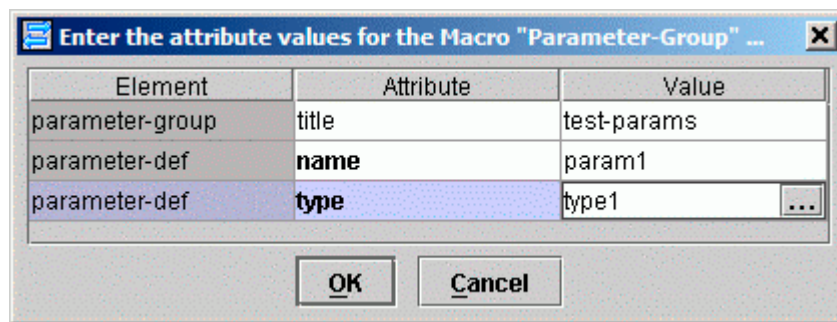 Enter the attribute values for the Macro "Parameter-Group" ...
Element Attribute Value
parameter-group title test-params
parameter-def name param1
parameter-def type type1 ...
OK Cancel